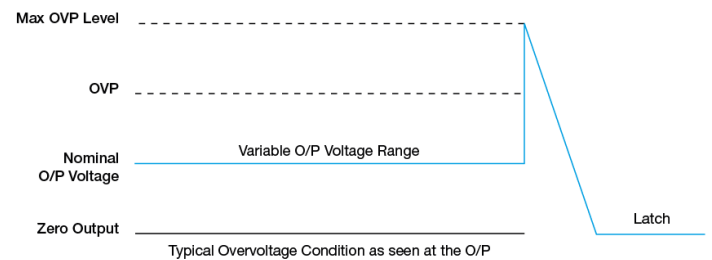 Max OVP Level
OVP
Variable O/P Voltage Range
Nominal
O/P Voltage
Latch
Zero Output
Typical Overvoltage Condition as seen at the O/P